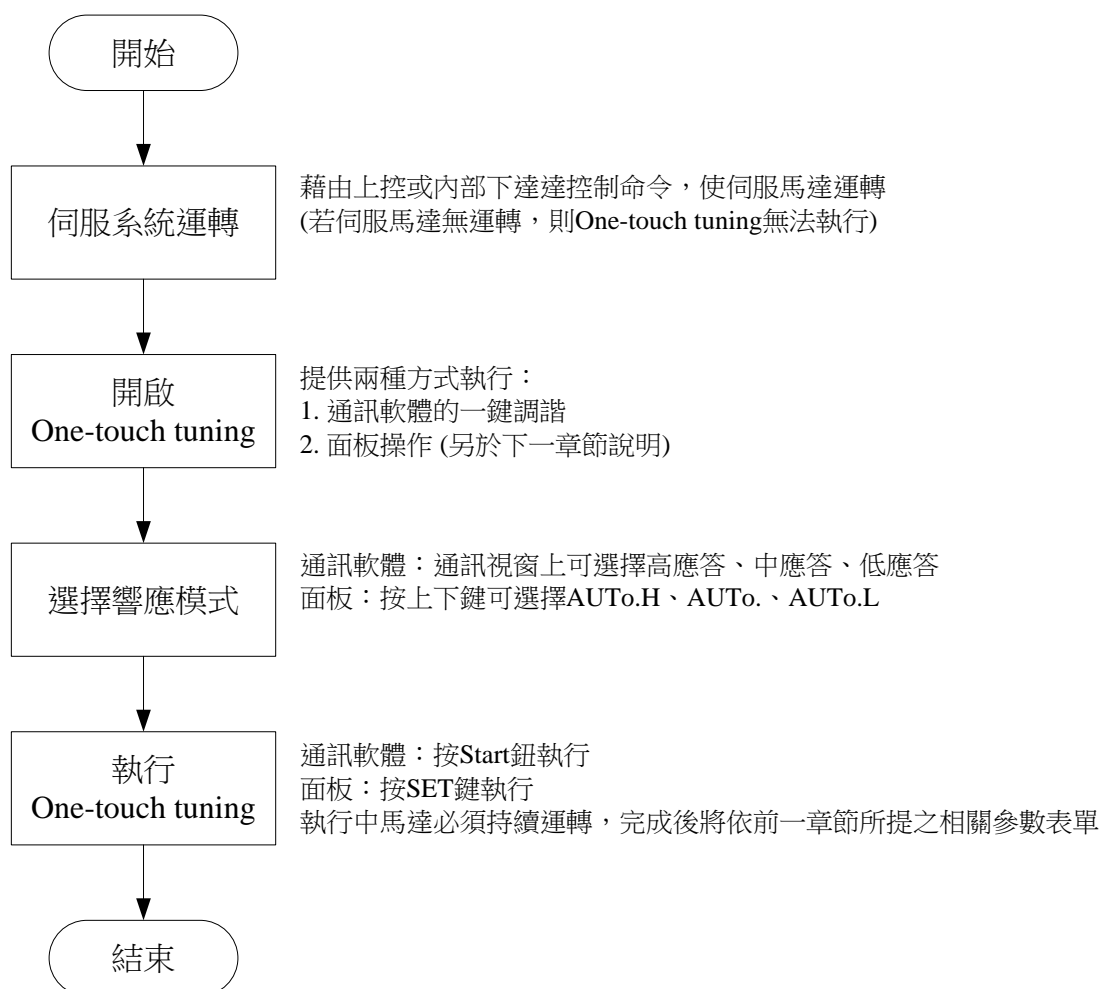 開始
伺服系統運轉
藉由上控或內部下達達控制命令，使伺服馬達運轉
(若伺服馬達無運轉，則One-touch tuning無法執行)
開啟
One-touch tuning
提供兩種方式執行：
1. 通訊軟體的一鍵調諧
2. 面板操作 (另於下一章節說明)
選擇響應模式
通訊軟體：通訊視窗上可選擇高應答、中應答、低應答
面板：按上下鍵可選擇AUTo.H、AUTo.、AUTo.L
執行
One-touch tuning
通訊軟體：按Start鈕執行
面板：按SET鍵執行
執行中馬達必須持續運轉，完成後將依前一章節所提之相關參數表單
結束